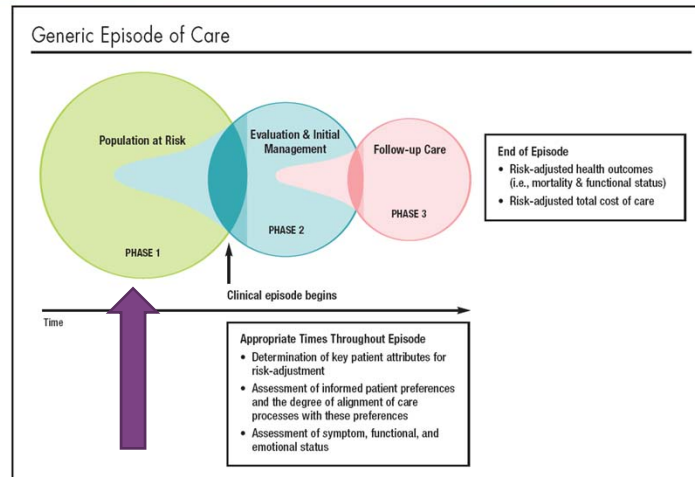 Generic Episode of Care
Population at Risk
PHASE 1
Evaluation & Initial
Management
PHASE 2
Follow-up Care
PHASE 3
End of Episode
• Risk-adjusted health outcomes
(i.e., mortality & functional status)
• Risk-adjusted total cost of care
Clinical episode begins
Time
Appropriate Times Throughout Episode
• Determination of key patient attributes for
risk-adjustment
• Assessment of informed patient preferences
and the degree of alignment of care
processes with these preferences
• Assessment of symptom, functional, and
emotional status